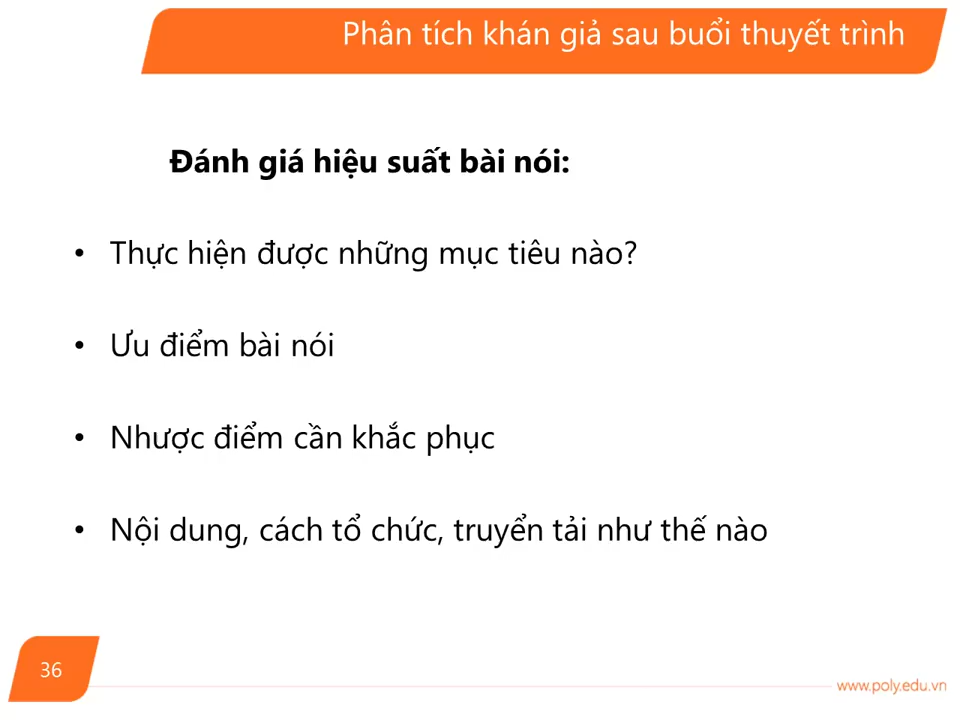 Phân tích khán giả sau buổi thuyết trình
Đánh giá hiệu suất bài nói:
• Thực hiện được những mục tiêu nào?
• Ưu điểm bài nói
• Nhược điểm cần khắc phục
• Nội dung, cách tổ chức, truyển tải như thế nào
36
www.poly.edu.vn